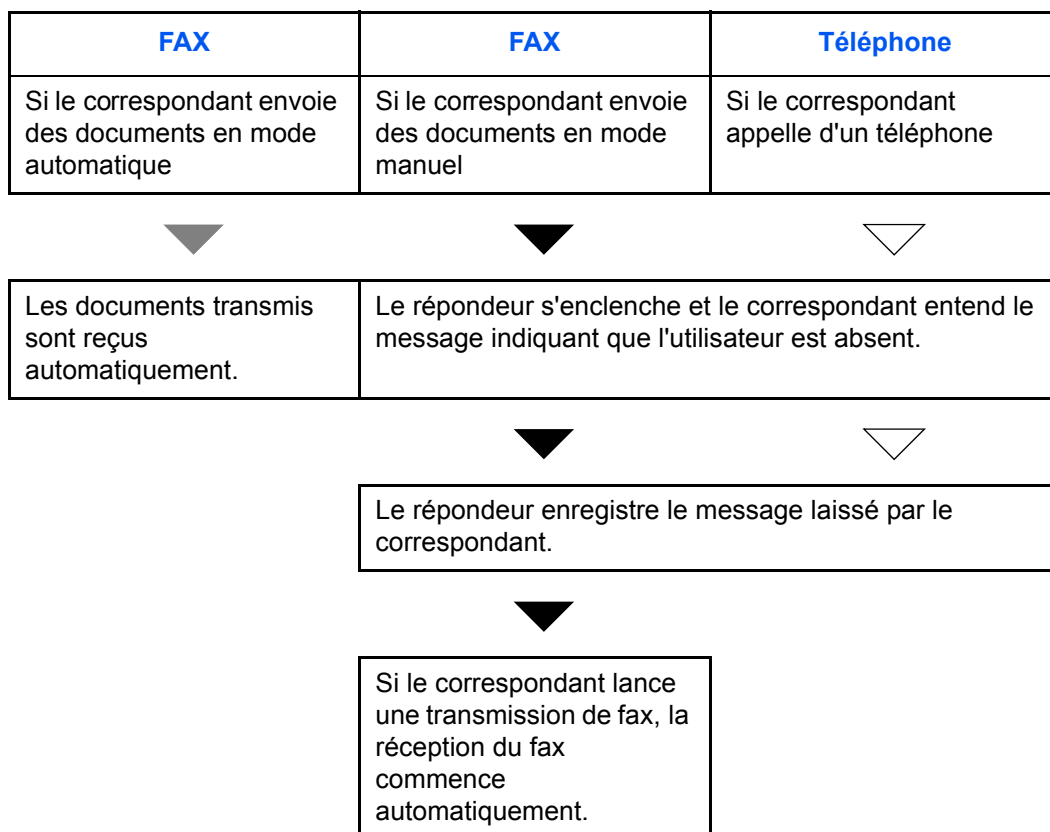 FAX
FAX
Téléphone
Si le correspondant envoie
des documents en mode
automatique
Si le correspondant envoie
des documents en mode
manuel
Si le correspondant
appelle d'un téléphone
Les documents transmis
sont reçus
automatiquement.
Le répondeur s'enclenche et le correspondant entend le
message indiquant que l'utilisateur est absent.
Le répondeur enregistre le message laissé par le
correspondant.
Si le correspondant lance
une transmission de fax, la
réception du fax
commence
automatiquement.